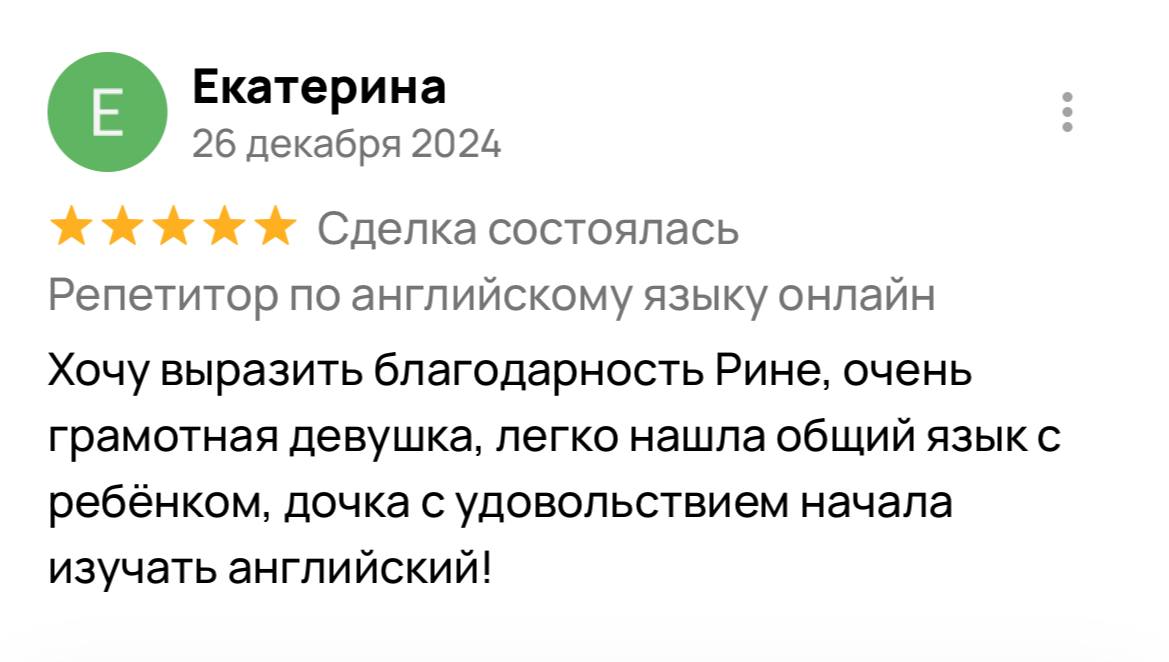 Е
Екатерина
26 декабря 2024
Сделка состоялась
Репетитор по английскому языку онлайн
Хочу выразить благодарность Рине, очень
грамотная девушка, легко нашла общий язык с
ребёнком, дочка с удовольствием начала
изучать английский!